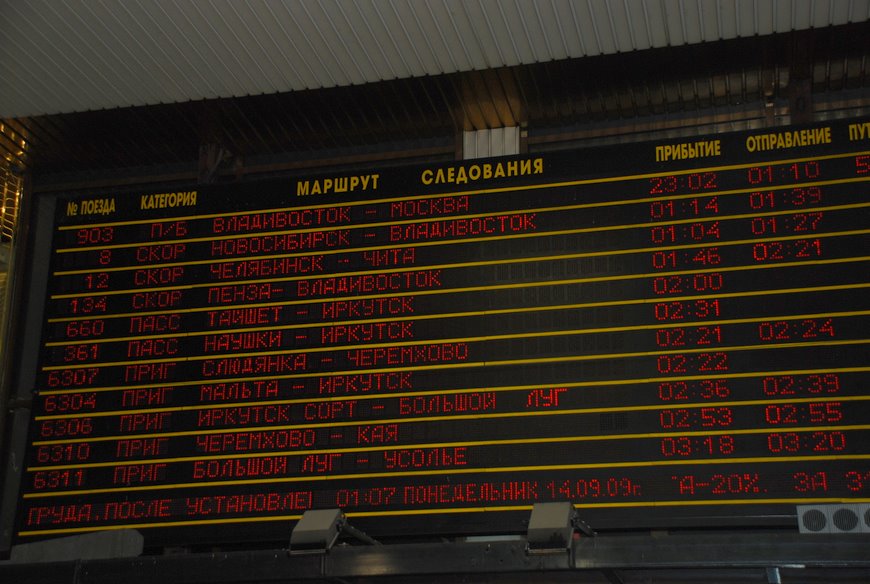 № ПОЕЗДА КАТЕГОРИЯ МАРШРУТ СЛЕДОВАНИЯ ПРИБЫТИЕ ОТПРАВЛЕНИЕ ПУТ
903 П/Б ВЛАДИВОСТОК - МОСКВА 23:02 01:10 5
8 СКОР НОВОСИБИРСК - ВЛАДИВОСТОК 01:14 01:39
12 СКОР ЧЕЛЯБИНСК - ЧИТА 01:04 01:27
134 СКОР ПЕНЗА- ВЛАДИВОСТОК 01:46 02:21
660 ПАСС ТАЙШЕТ - ИРКУТСК 02:00
361 ПАСС НАУШКИ - ИРКУТСК 02:31
6307 ПРИГ СЛЮДЯНКА - ЧЕРЕМХОВО 02:21 02:24
6304 ПРИГ МАЛЬТА - ИРКУТСК 02:22
6306 ПРИГ ИРКУТСК СОРТ - БОЛЬШОЙ ЛУГ 02:36 02:39
6310 ПРИГ ЧЕРЕМХОВО - КАЯ 02:53 02:55
6311 ПРИГ БОЛЬШОЙ ЛУГ - УСОЛЬЕ 03:18 03:20
ГРУДА, ПОСЛЕ УСТАНОВЛЕ 01:07 ПОНЕДЕЛЬНИК 14.09.09г. А-20%. ЗА